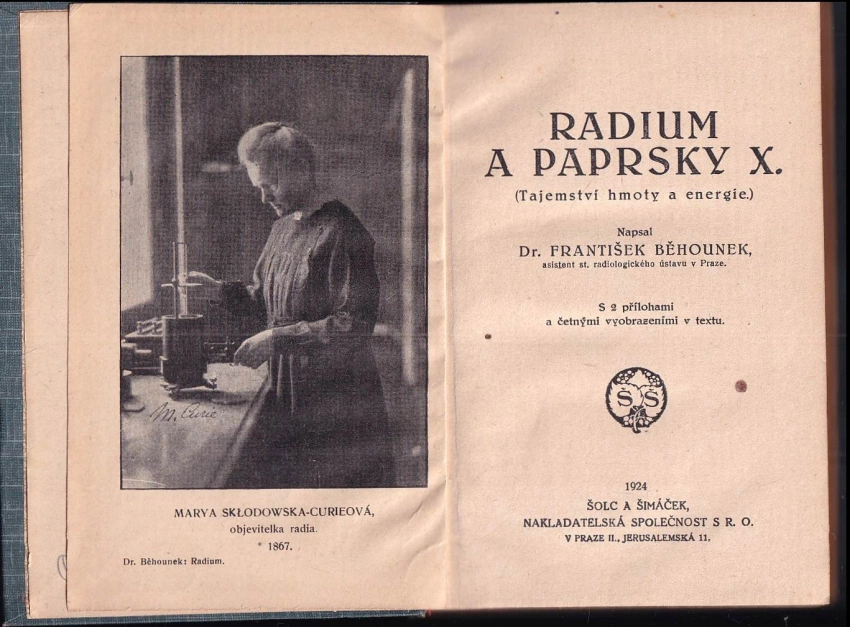 M. Curie
MARYA SKŁODOWSKA-CURIEOVÁ,
objevitelka radia.
* 1867.
Dr. Běhounek: Radium.
RADIUM
A PAPRSKY X.
(Tajemství hmoty a energie.)
Napsal
Dr. FRANTIŠEK BĚHOUNEK,
asistent st. radiologického ústavu v Praze.
S 2 přílohami
a četnými vyobrazeními v textu.
Š Š
1924
ŠOLC A ŠIMÁČEK,
NAKLADATELSKÁ SPOLEČNOST S R. O.
V PRAZE II., JERUSALEMSKÁ 11.